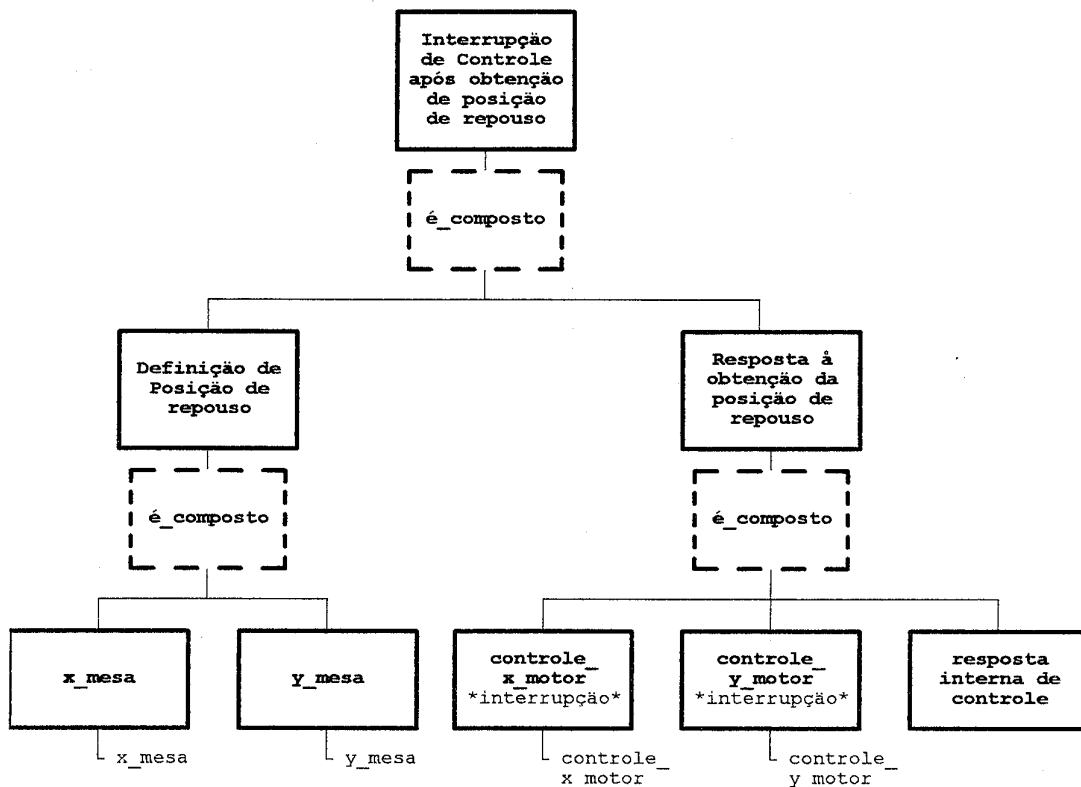 Interrupção
de Controle
após obtenção
de posição
de repouso
é_composto
Definição de
Posição de
repouso
Resposta à
obtenção da
posição de
repouso
é_composto
é_composto
x_mesa
y_mesa
controle_
x_motor
*interrupção*
controle_
y_motor
*interrupção*
resposta
interna de
controle
x_mesa
y_mesa
controle_
x motor
controle_
y motor